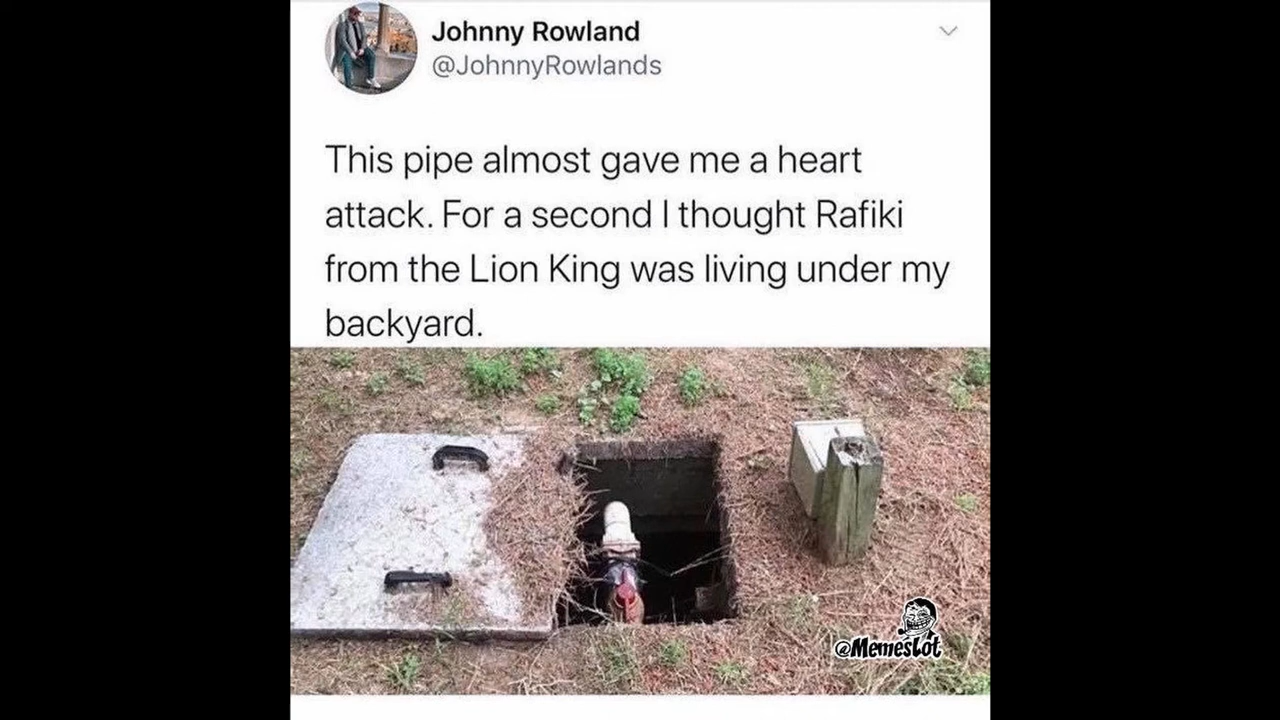 Johnny Rowland
@JohnnyRowlands
This pipe almost gave me a heart
attack. For a second I thought Rafiki
from the Lion King was living under my
backyard.
@MemesLot